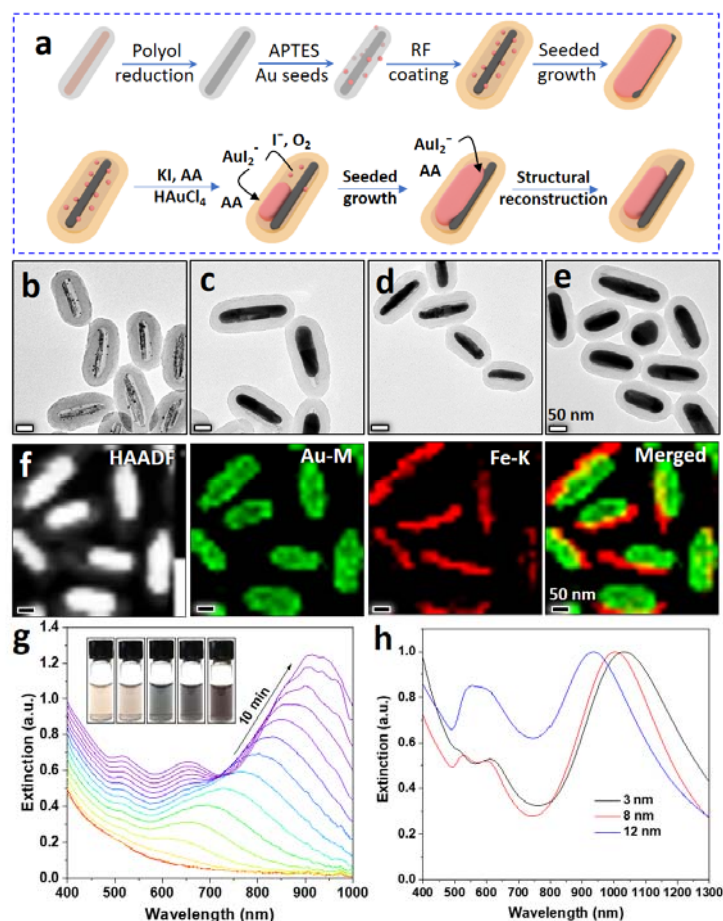 a
Polyol reduction
APTES Au seeds
RF coating
Seeded growth
KI, AA
HAuCl₄
AuI₂⁻
I⁻, O₂
AA
Seeded growth
AuI₂⁻
AA
Structural reconstruction
b
c
d
e
50 nm
f
HAADF
Au-M
Fe-K
Merged
50 nm
g
1.4
1.2
1.0
0.8
0.6
0.4
0.2
0.0
Extinction (a.u.)
10 min
400 500 600 700 800 900 1000
Wavelength (nm)
h
1.0
0.8
0.6
0.4
0.2
0.0
Extinction (a.u.)
3 nm
8 nm
12 nm
400 500 600 700 800 900 1000 1100 1200 1300
Wavelength (nm)